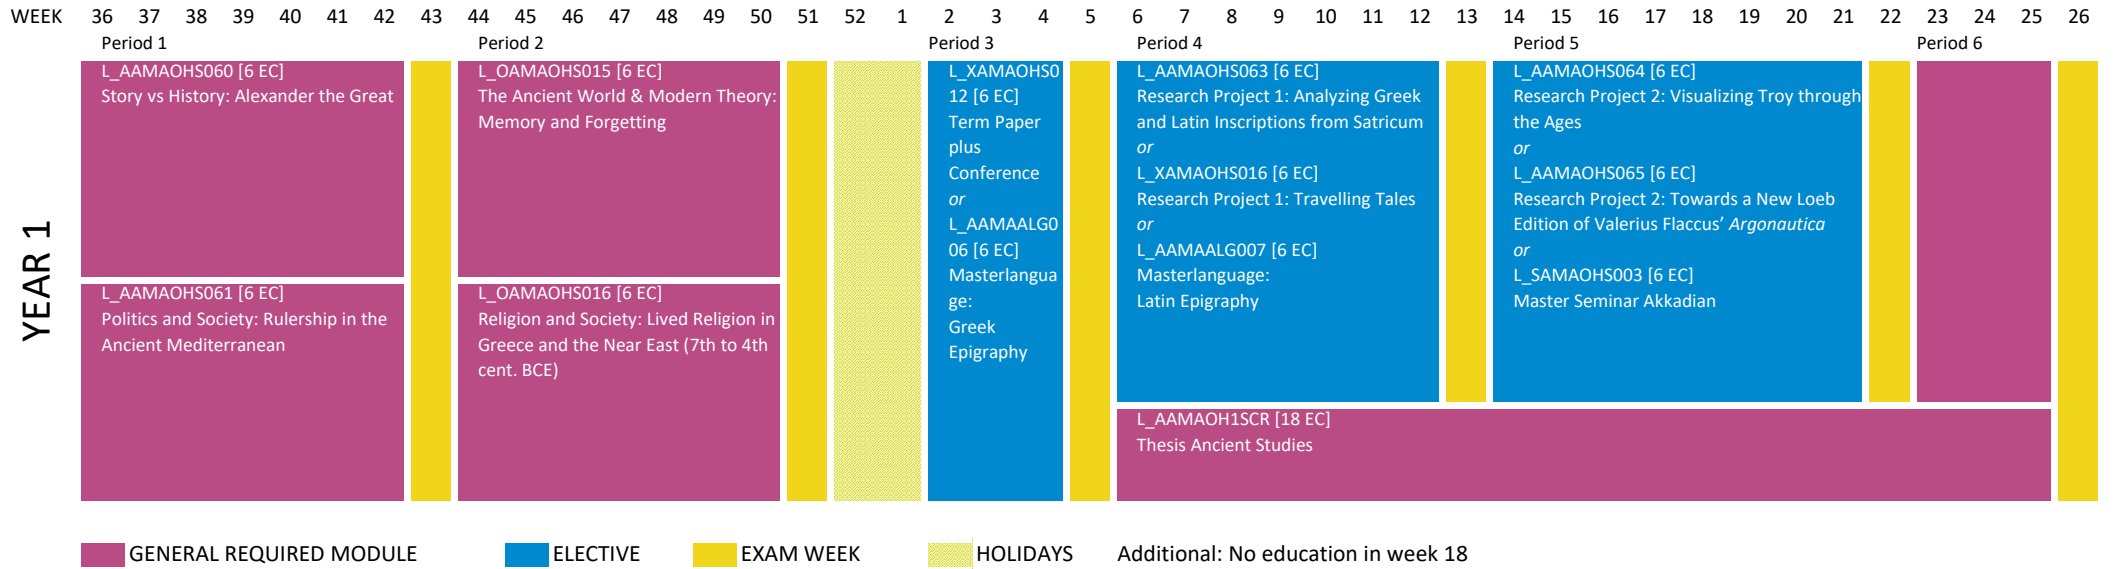 WEEK 36 37 38 39 40 41 42 43 44 45 46 47 48 49 50 51 52 1 2 3 4 5 6 7 8 9 10 11 12 13 14 15 16 17 18 19 20 21 22 23 24 25 26
Period 1 Period 2 Period 3 Period 4 Period 5 Period 6
YEAR 1
L_AAMAOHS060 [6 EC]
Story vs History: Alexander the Great
L_AAMAOHS061 [6 EC]
Politics and Society: Rulership in the
Ancient Mediterranean
L_OAMAOHS015 [6 EC]
The Ancient World & Modern Theory:
Memory and Forgetting
L_OAMAOHS016 [6 EC]
Religion and Society: Lived Religion in
Greece and the Near East (7th to 4th
cent. BCE)
L_XAMAOHS0
12 [6 EC]
Term Paper
plus
Conference
or
L_AAMAALG0
06 [6 EC]
Masterlangua
ge:
Greek
Epigraphy
L_AAMAOHS063 [6 EC]
Research Project 1: Analyzing Greek
and Latin Inscriptions from Satricum
or
L_XAMAOHS016 [6 EC]
Research Project 1: Travelling Tales
or
L_AAMAALG007 [6 EC]
Masterlanguage:
Latin Epigraphy
L_AAMAOHS064 [6 EC]
Research Project 2: Visualizing Troy through
the Ages
or
L_AAMAOHS065 [6 EC]
Research Project 2: Towards a New Loeb
Edition of Valerius Flaccus’ Argonautica
or
L_SAMAOHS003 [6 EC]
Master Seminar Akkadian
L_AAMAOH1SCR [18 EC]
Thesis Ancient Studies
GENERAL REQUIRED MODULE ELECTIVE EXAM WEEK HOLIDAYS Additional: No education in week 18